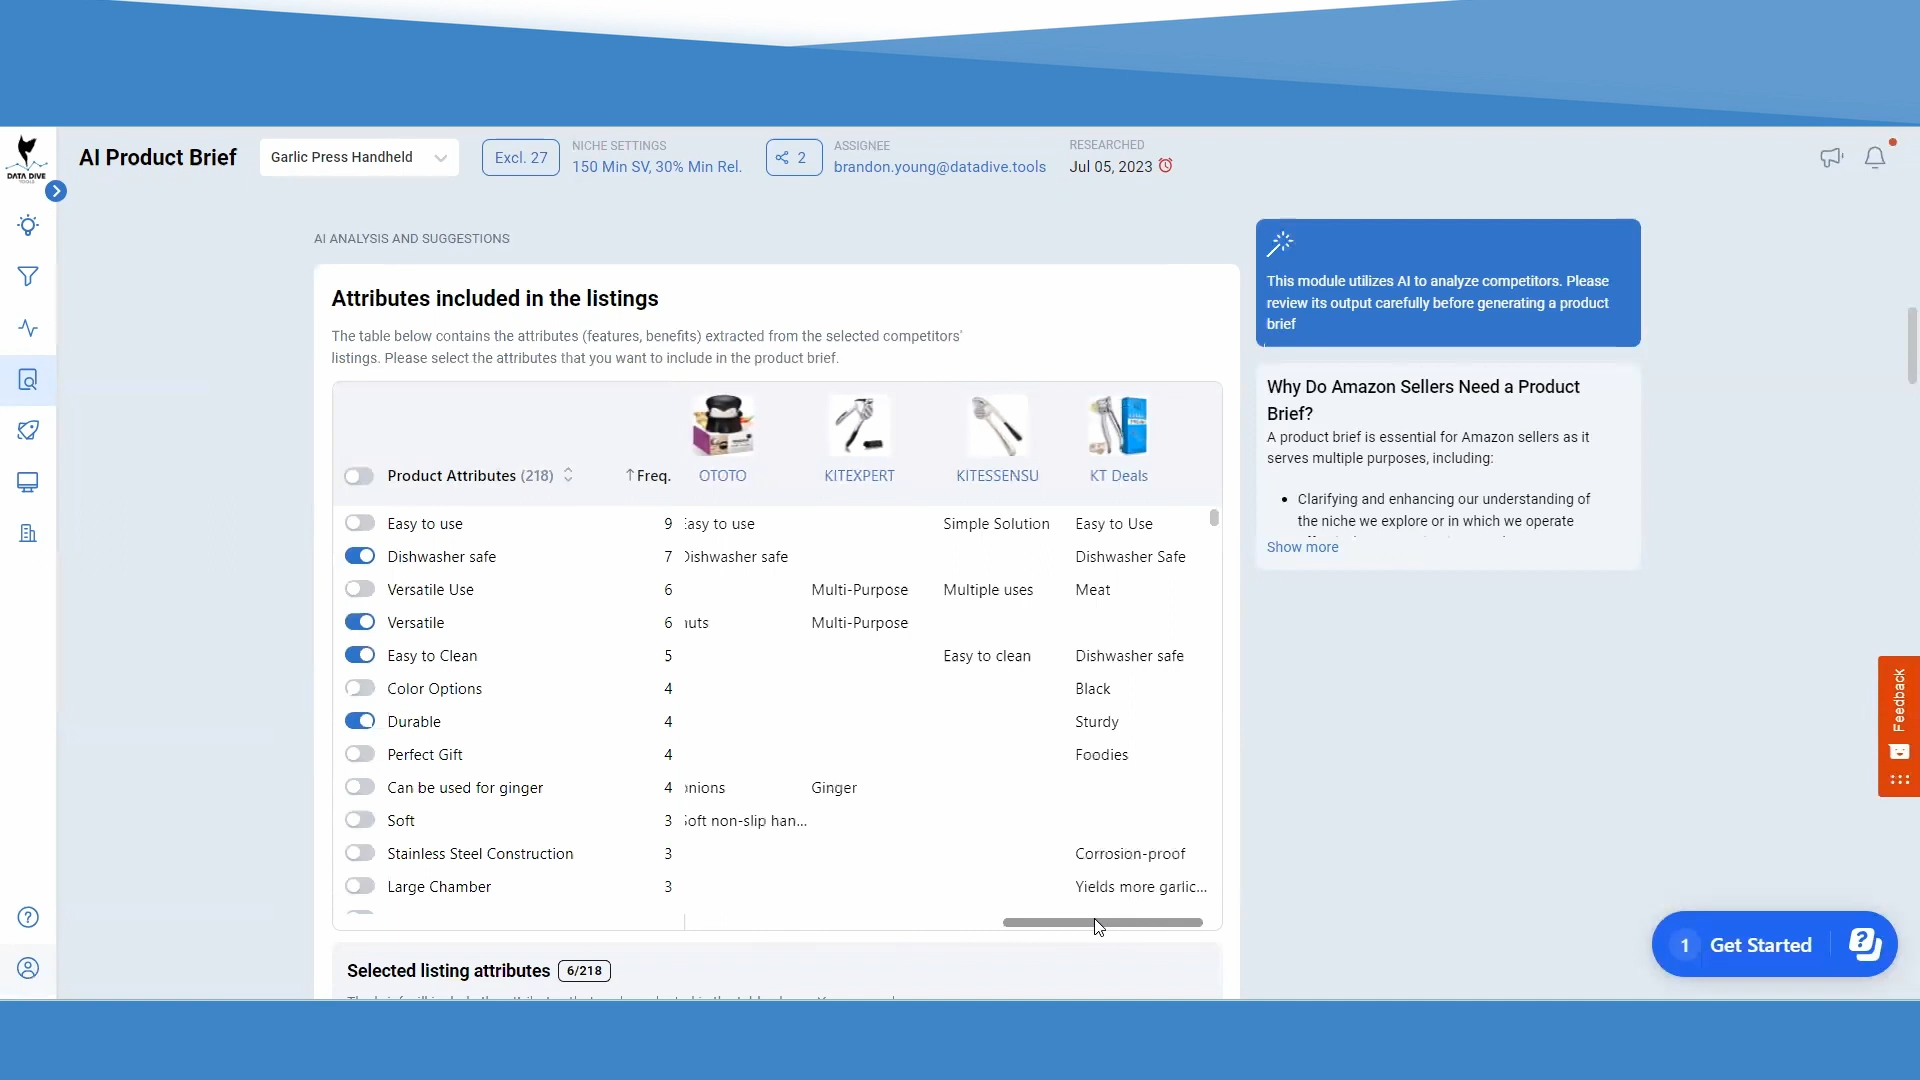 DATA DIVE
TOOLS
AI Product Brief
Garlic Press Handheld
Excl. 27
NICHE SETTINGS
150 Min SV, 30% Min Rel.
2
ASSIGNEE
brandon.young@datadive.tools
RESEARCHED
Jul 05, 2023
AI ANALYSIS AND SUGGESTIONS
Attributes included in the listings
The table below contains the attributes (features, benefits) extracted from the selected competitors'
listings. Please select the attributes that you want to include in the product brief.
Product Attributes (218) ↑Freq. OTOTO KITEXPERT KITESSENSU KT Deals
Easy to use 9 Easy to use Simple Solution Easy to Use
Dishwasher safe 7 Dishwasher safe Dishwasher Safe
Versatile Use 6 Multi-Purpose Multiple uses Meat
Versatile 6 nuts Multi-Purpose
Easy to Clean 5 Easy to clean Dishwasher safe
Color Options 4 Black
Durable 4 Sturdy
Perfect Gift 4 Foodies
Can be used for ginger 4 onions Ginger
Soft 3 Soft non-slip han...
Stainless Steel Construction 3 Corrosion-proof
Large Chamber 3 Yields more garlic...
Selected listing attributes 6/218
This module utilizes AI to analyze competitors. Please
review its output carefully before generating a product
brief
Why Do Amazon Sellers Need a Product
Brief?
A product brief is essential for Amazon sellers as it
serves multiple purposes, including:
• Clarifying and enhancing our understanding of
the niche we explore or in which we operate
Show more
Feedback
1 Get Started